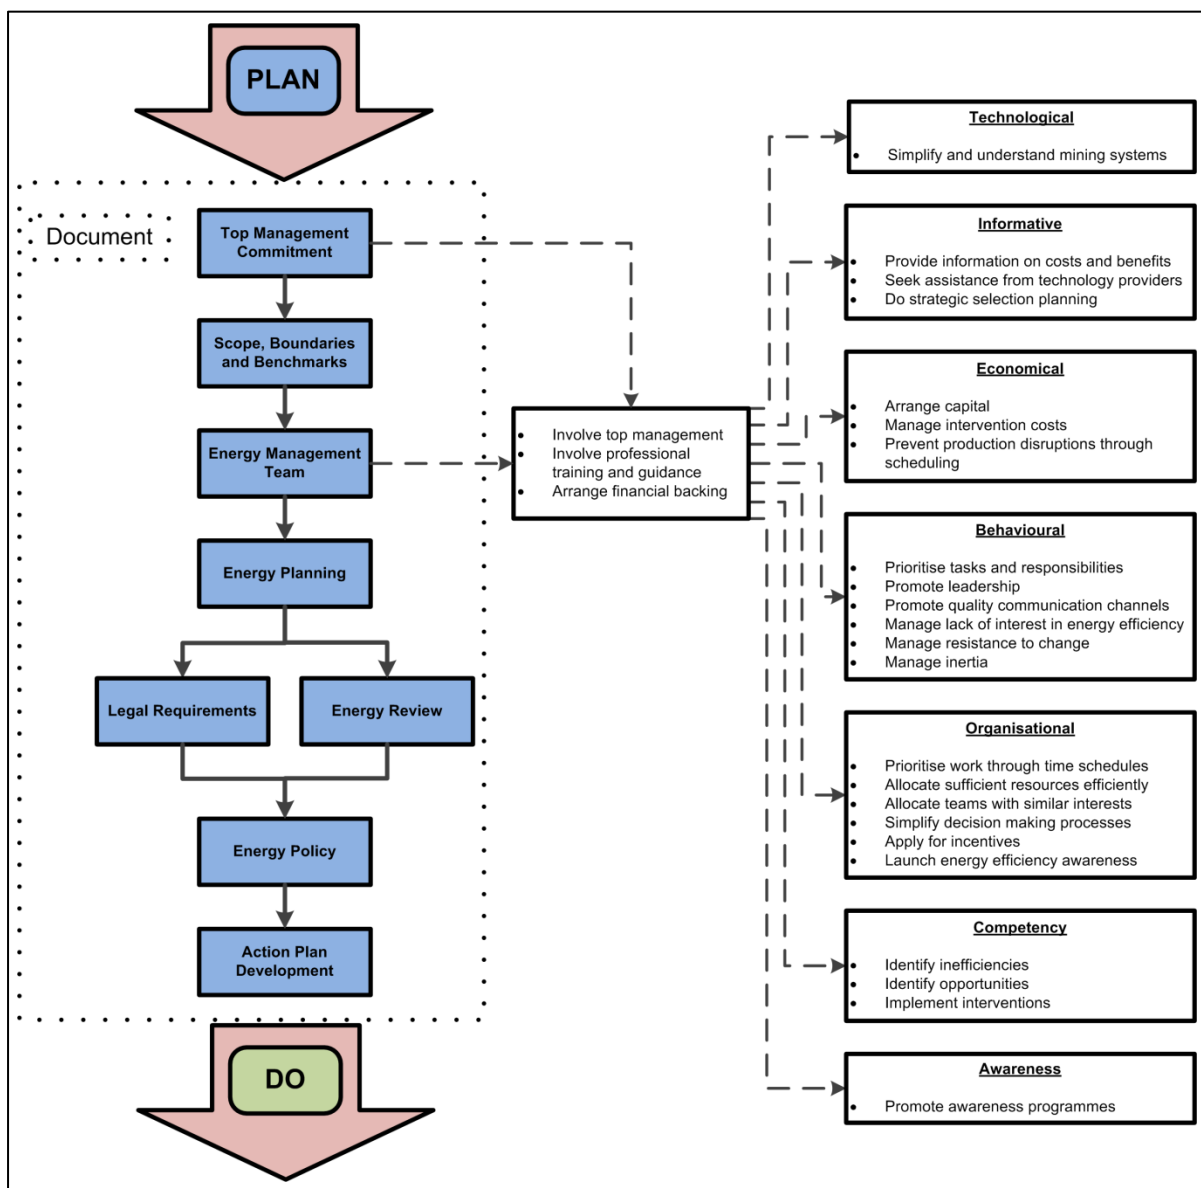 PLAN
Document
Top Management
Commitment
Scope, Boundaries
and Benchmarks
Energy Management
Team
Energy Planning
Legal Requirements
Energy Review
Energy Policy
Action Plan
Development
DO
• Involve top management
• Involve professional
training and guidance
• Arrange financial backing
Technological
• Simplify and understand mining systems
Informative
• Provide information on costs and benefits
• Seek assistance from technology providers
• Do strategic selection planning
Economical
• Arrange capital
• Manage intervention costs
• Prevent production disruptions through
scheduling
Behavioural
• Prioritise tasks and responsibilities
• Promote leadership
• Promote quality communication channels
• Manage lack of interest in energy efficiency
• Manage resistance to change
• Manage inertia
Organisational
• Prioritise work through time schedules
• Allocate sufficient resources efficiently
• Allocate teams with similar interests
• Simplify decision making processes
• Apply for incentives
• Launch energy efficiency awareness
Competency
• Identify inefficiencies
• Identify opportunities
• Implement interventions
Awareness
• Promote awareness programmes